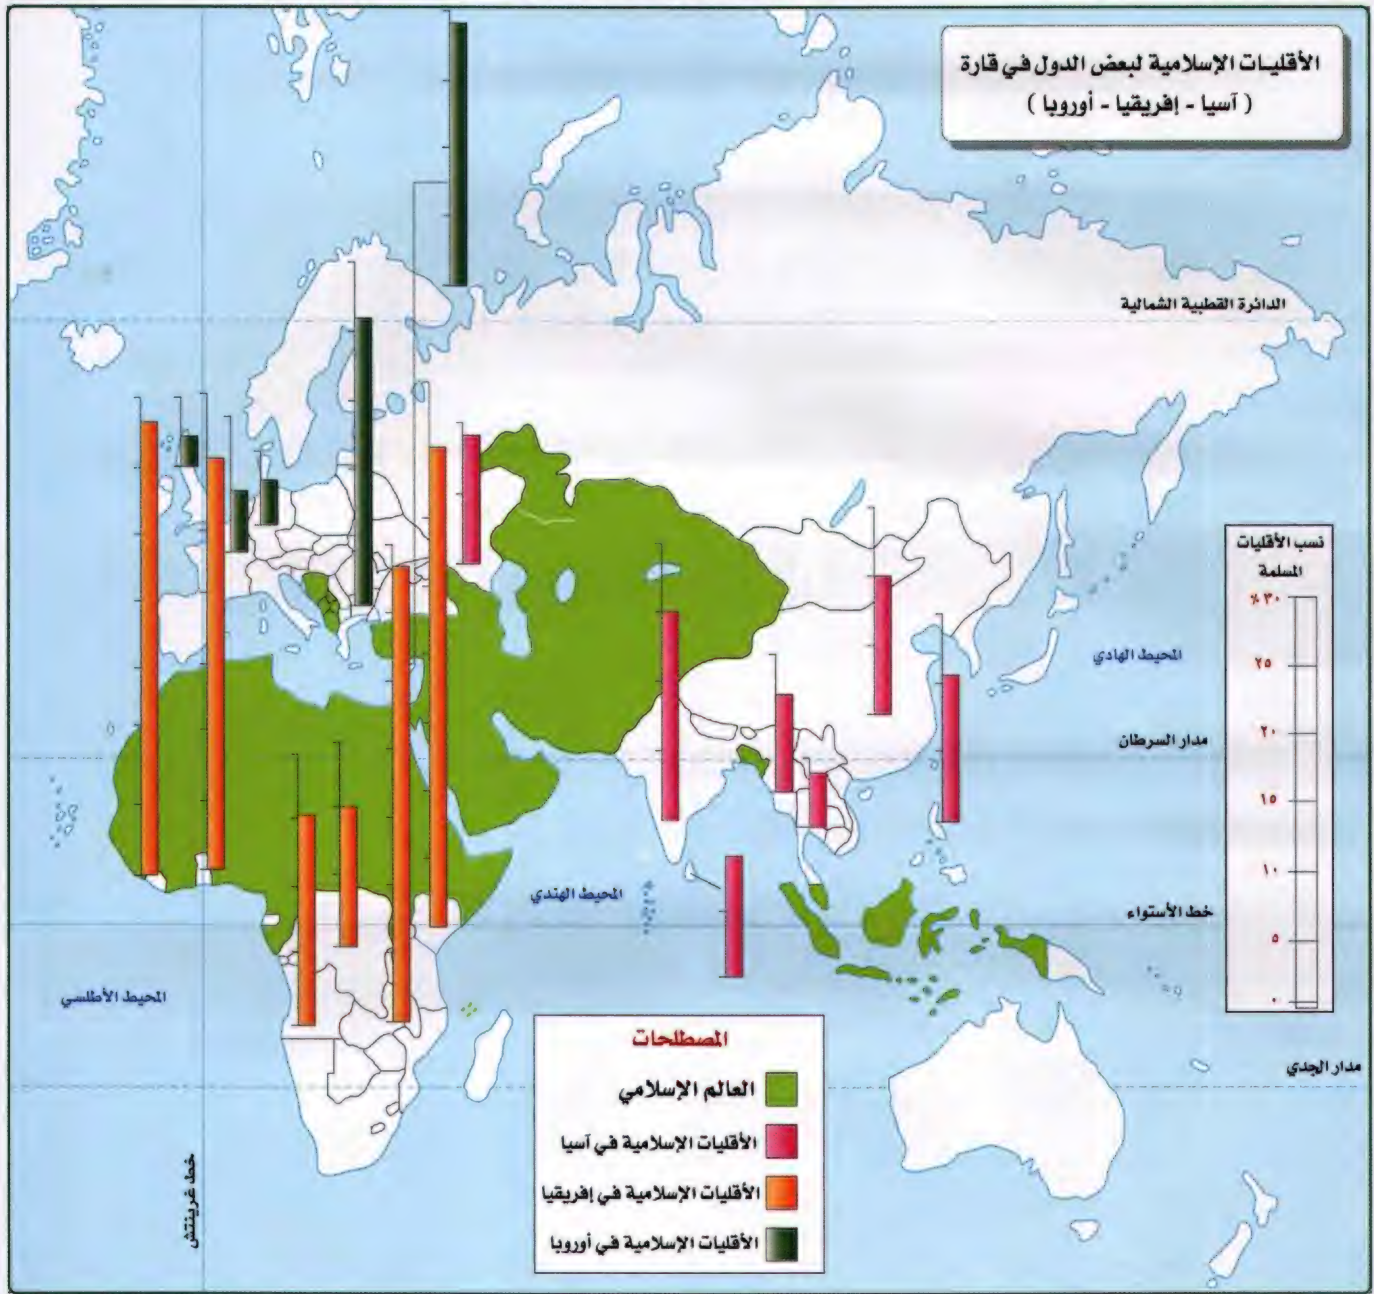 الأقليات الإسلامية لبعض الدول في قارة
( آسيا - إفريقيا - أوروبا )
الدائرة القطبية الشمالية
نسب الأقليات
المسلمة
٣٠ %
٢٥
٢٠
١٥
١٠
٥
٠
المحيط الهادي
مدار السرطان
المحيط الهندي
خط الأستواء
المحيط الأطلسي
مدار الجدي
خط غرينتش
المصطلحات
العالم الإسلامي
الأقليات الإسلامية في آسيا
الأقليات الإسلامية في إفريقيا
الأقليات الإسلامية في أوروبا